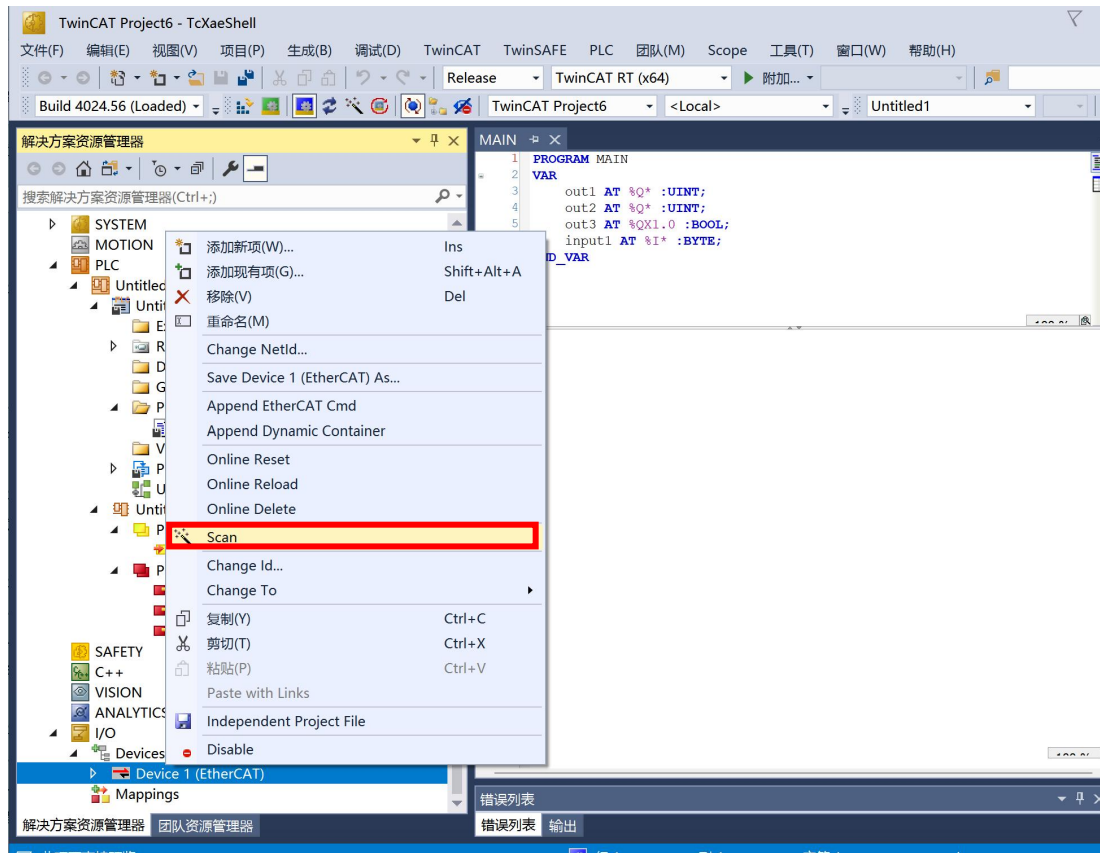 TwinCAT Project6 - TcXaeShell
文件(F) 编辑(E) 视图(V) 项目(P) 生成(B) 调试(D) TwinCAT TwinSAFE PLC 团队(M) Scope 工具(T) 窗口(W) 帮助(H)
Release TwinCAT RT (x64) 附加...
Build 4024.56 (Loaded) TwinCAT Project6 <Local> Untitled1
解决方案资源管理器
搜索解决方案资源管理器(Ctrl+;)
SYSTEM
MOTION
PLC
Untitled
SAFETY
C++
VISION
ANALYTICS
I/O
Devices
Device 1 (EtherCAT)
Mappings
解决方案资源管理器 团队资源管理器
添加新项(W)... Ins
添加现有项(G)... Shift+Alt+A
移除(V) Del
重命名(M)
Change NetId...
Save Device 1 (EtherCAT) As...
Append EtherCAT Cmd
Append Dynamic Container
Online Reset
Online Reload
Online Delete
Scan
Change Id...
Change To
复制(Y) Ctrl+C
剪切(T) Ctrl+X
粘贴(P) Ctrl+V
Paste with Links
Independent Project File
Disable
MAIN
1 PROGRAM MAIN
2 VAR
3 out1 AT %Q* :UINT;
4 out2 AT %Q* :UINT;
5 out3 AT %QX1.0 :BOOL;
input1 AT %I* :BYTE;
D_VAR
错误列表
错误列表 输出